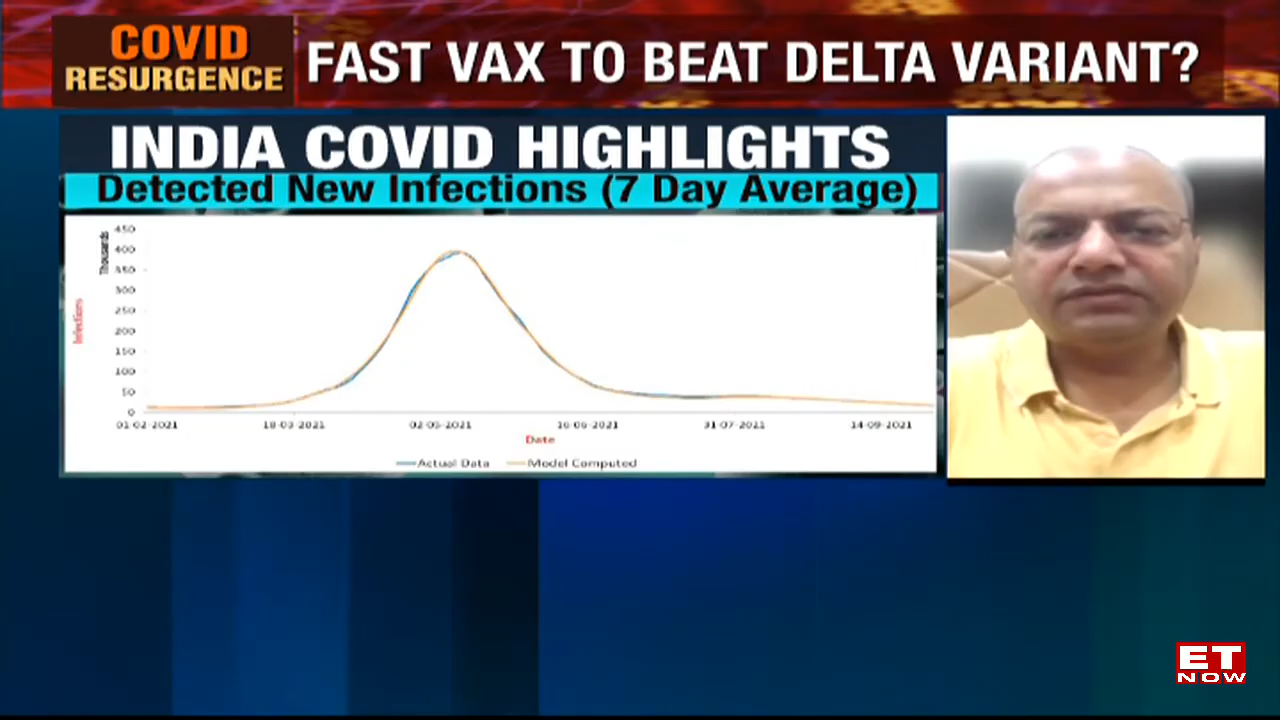 COVID
RESURGENCE
FAST VAX TO BEAT DELTA VARIANT?
INDIA COVID HIGHLIGHTS
Detected New Infections (7 Day Average)
Thousands
Infections
450
400
350
300
250
200
150
100
50
0
01-02-2021 18-03-2021 02-05-2021 16-06-2021 31-07-2021 14-09-2021
Date
Actual Data Model Computed
ET
NOW